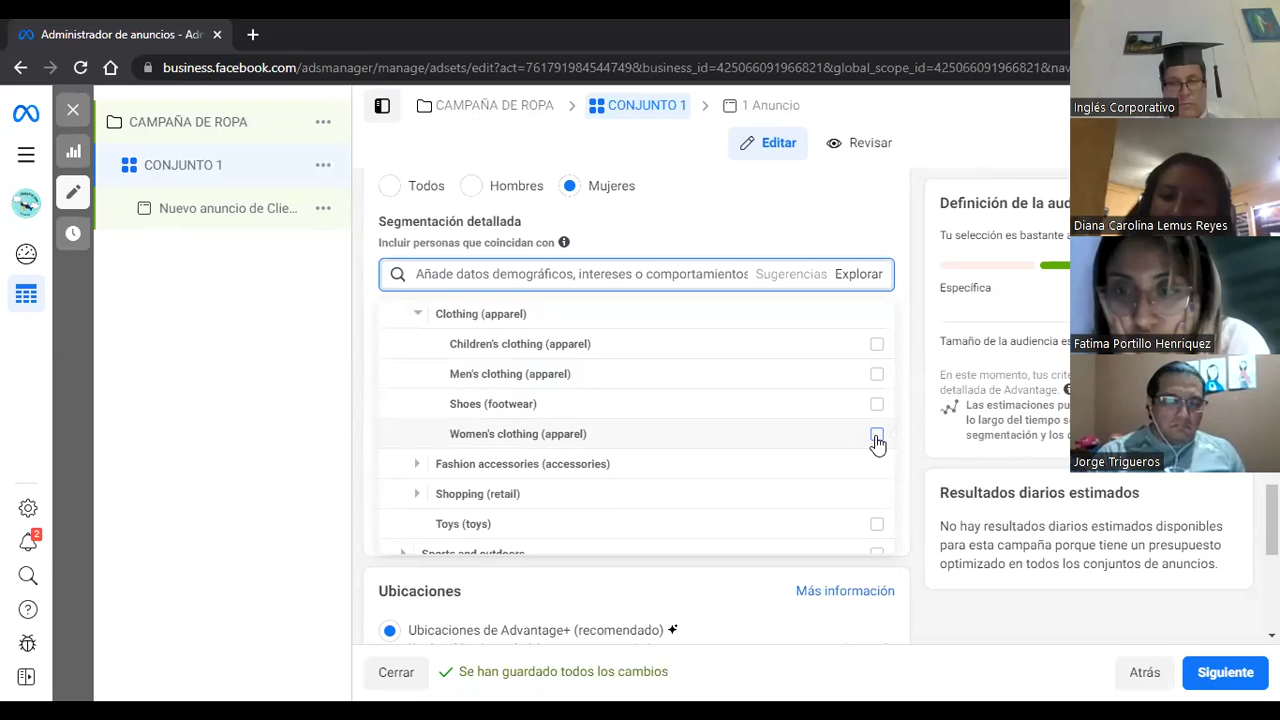 Administrador de anuncios - Adr
business.facebook.com/adsmanager/manage/adsets/edit?act=761791984544749&business_id=425066091966821&global_scope_id=425066091966821&nav
CAMPAÑA DE ROPA
CONJUNTO 1
Nuevo anuncio de Clie...
2
CAMPAÑA DE ROPA
CONJUNTO 1
1 Anuncio
Editar
Revisar
Todos
Hombres
Mujeres
Segmentación detallada
Incluir personas que coincidan con
Añade datos demográficos, intereses o comportamientos
Sugerencias
Explorar
Clothing (apparel)
Children's clothing (apparel)
Men's clothing (apparel)
Shoes (footwear)
Women's clothing (apparel)
Fashion accessories (accessories)
Shopping (retail)
Toys (toys)
Sports and outdoors
Ubicaciones
Más información
Ubicaciones de Advantage+ (recomendado)
Cerrar
Se han guardado todos los cambios
Atrás
Siguiente
Definición de la aud
Tu selección es bastante a
Específica
Tamaño de la audiencia es
En este momento, tus crite
detallada de Advantage.
Las estimaciones pu
lo largo del tiempo s
segmentación y los d
Resultados diarios estimados
No hay resultados diarios estimados disponibles
para esta campaña porque tiene un presupuesto
optimizado en todos los conjuntos de anuncios.
Inglés Corporativo
Diana Carolina Lemus Reyes
Fatima Portillo Henriquez
Jorge Trigueros